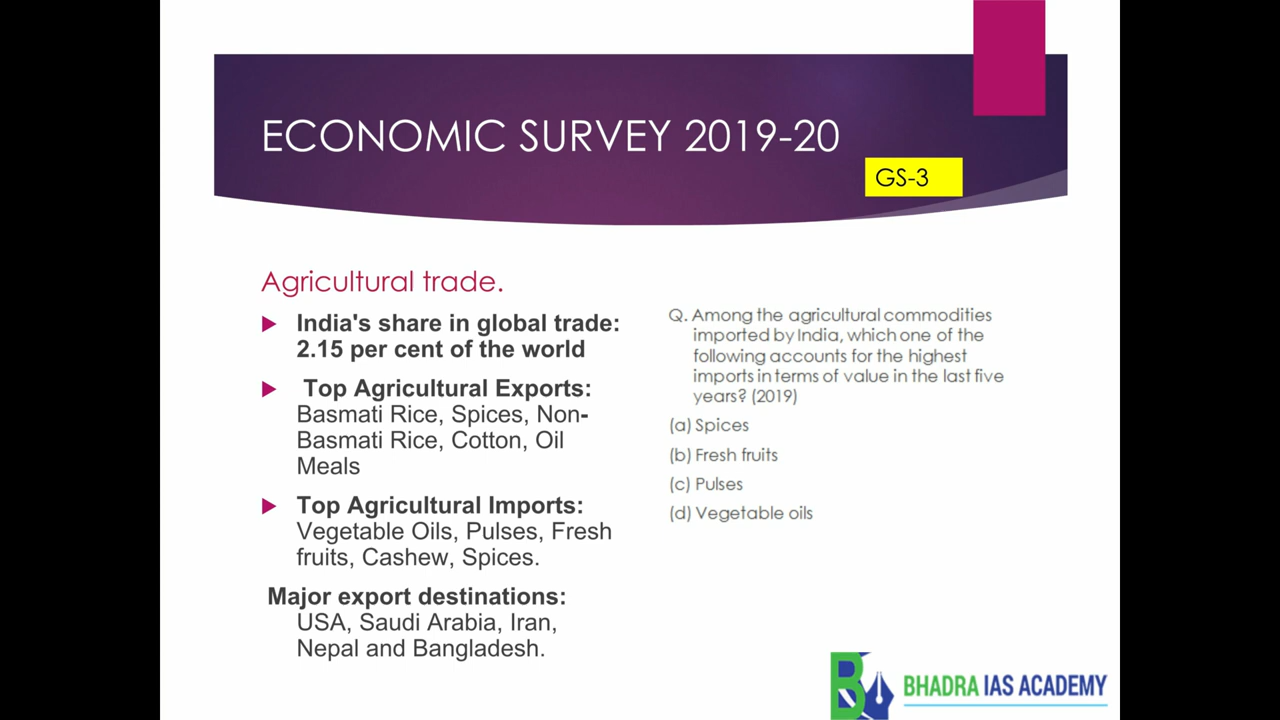 ECONOMIC SURVEY 2019-20
GS-3
Agricultural trade.
India's share in global trade:
2.15 per cent of the world
Top Agricultural Exports:
Basmati Rice, Spices, Non-
Basmati Rice, Cotton, Oil
Meals
Top Agricultural Imports:
Vegetable Oils, Pulses, Fresh
fruits, Cashew, Spices.
Major export destinations:
USA, Saudi Arabia, Iran,
Nepal and Bangladesh.
Q. Among the agricultural commodities
imported by India, which one of the
following accounts for the highest
imports in terms of value in the last five
years? (2019)
(a) Spices
(b) Fresh fruits
(c) Pulses
(d) Vegetable oils
BHADRA IAS ACADEMY